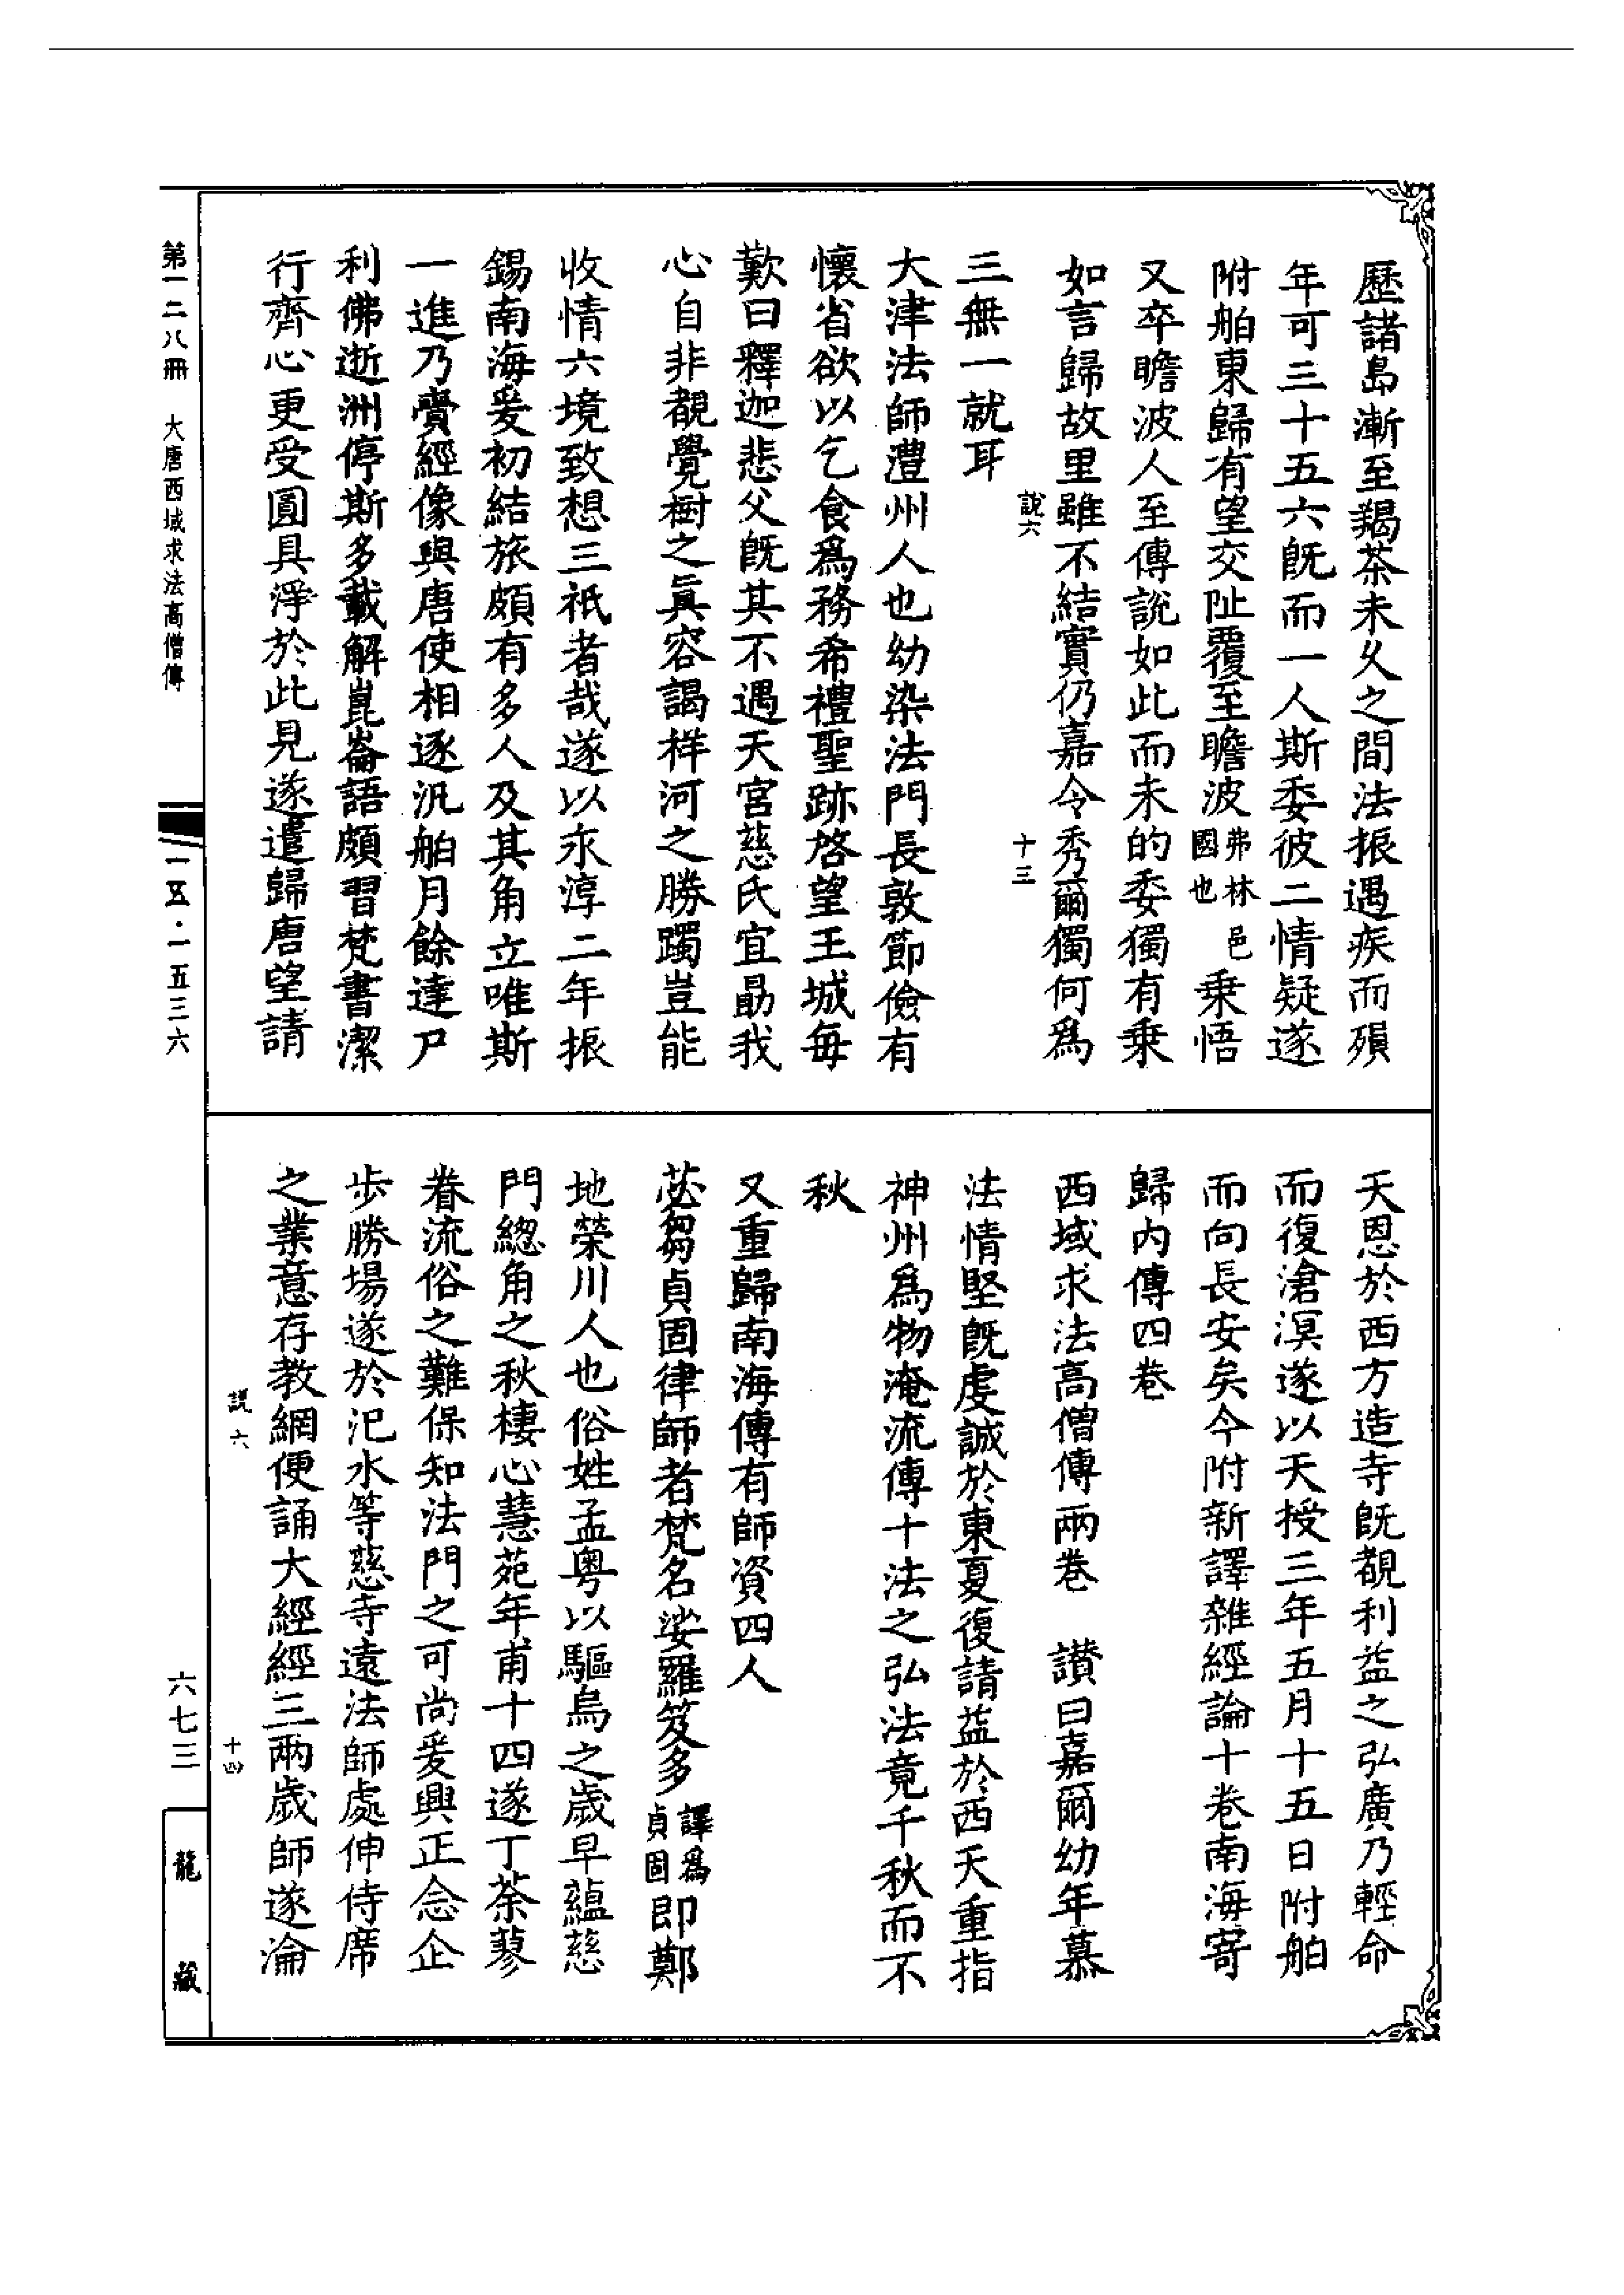 歷諸島漸至羯茶未久之間法振遇疾而殞
年可三十五六旣而一人斯委彼二情疑遂
附舶東歸有望交阯覆至瞻波弗林邑國也乗悟
又卒瞻波人至傳說如此而未的委獨有乗
如言歸故里雖不結實仍嘉令秀爾獨何爲
說六
十三
三無一就耳
大津法師澧州人也幼染法門長敦節儉有
懷省欲以乞食爲務希禮聖跡啓望王城每
歎曰釋迦悲父旣其不遇天宮慈氏宜勗我
心自非覩覺樹之眞容謁祥河之勝躅豈能
收情六境致想三祇者哉遂以永淳二年振
錫南海爰初結旅頗有多人及其角立唯斯
一進乃賷經像與唐使相逐汎舶月餘達尸
利佛逝洲停斯多載解崑崙語頗習梵書潔
行齊心更受圓具淨於此見遂遣歸唐望請
天恩於西方造寺旣覩利益之弘廣乃輕命
而復滄溟遂以天授三年五月十五日附舶
而向長安矣今附新譯雜經論十卷南海寄
歸內傳四卷
西域求法高僧傳兩卷　讃曰嘉爾幼年慕
法情堅旣虔誠於東夏復請益於西天重指
神州爲物淹流傳十法之弘法竟千秋而不
秋
又重歸南海傳有師資四人
苾芻貞固律師者梵名娑羅笈多譯爲貞固即鄭
地榮川人也俗姓孟粵以驅烏之歲早蘊慈
門總角之秋棲心慧苑年甫十四遂丁荼蓼
眷流俗之難保知法門之可尚爰興正念企
步勝場遂於汜水等慈寺遠法師處伸侍席
之業意存教網便誦大經經三兩歲師遂淪
說六
十四
第一二八冊　大唐西域求法高僧傳
一五·一五三六
六七三
龍藏